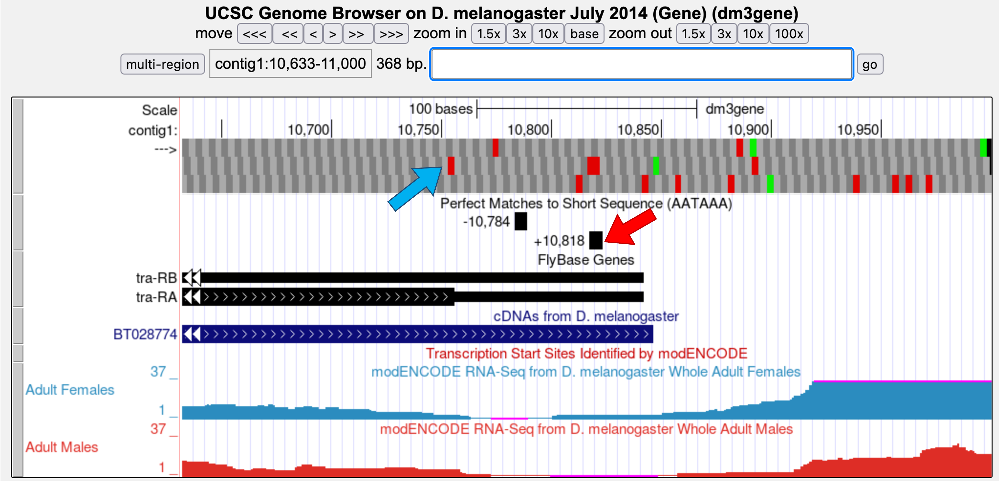 UCSC Genome Browser on D. melanogaster July 2014 (Gene) (dm3gene)
move <<< << < > >> >>> zoom in 1.5x 3x 10x base zoom out 1.5x 3x 10x 100x
multi-region contig1:10,633-11,000 368 bp. go
Scale 100 bases dm3gene
contig1: 10,700 10,750 10,800 10,850 10,900 10,950
--->
Perfect Matches to Short Sequence (AATAAA)
-10,784
+10,818
FlyBase Genes
tra-RB
tra-RA
cDNAs from D. melanogaster
BT028774
Transcription Start Sites Identified by modENCODE
modENCODE RNA-Seq from D. melanogaster Whole Adult Females
37 _
Adult Females
1 _
modENCODE RNA-Seq from D. melanogaster Whole Adult Males
37 _
Adult Males
1 _